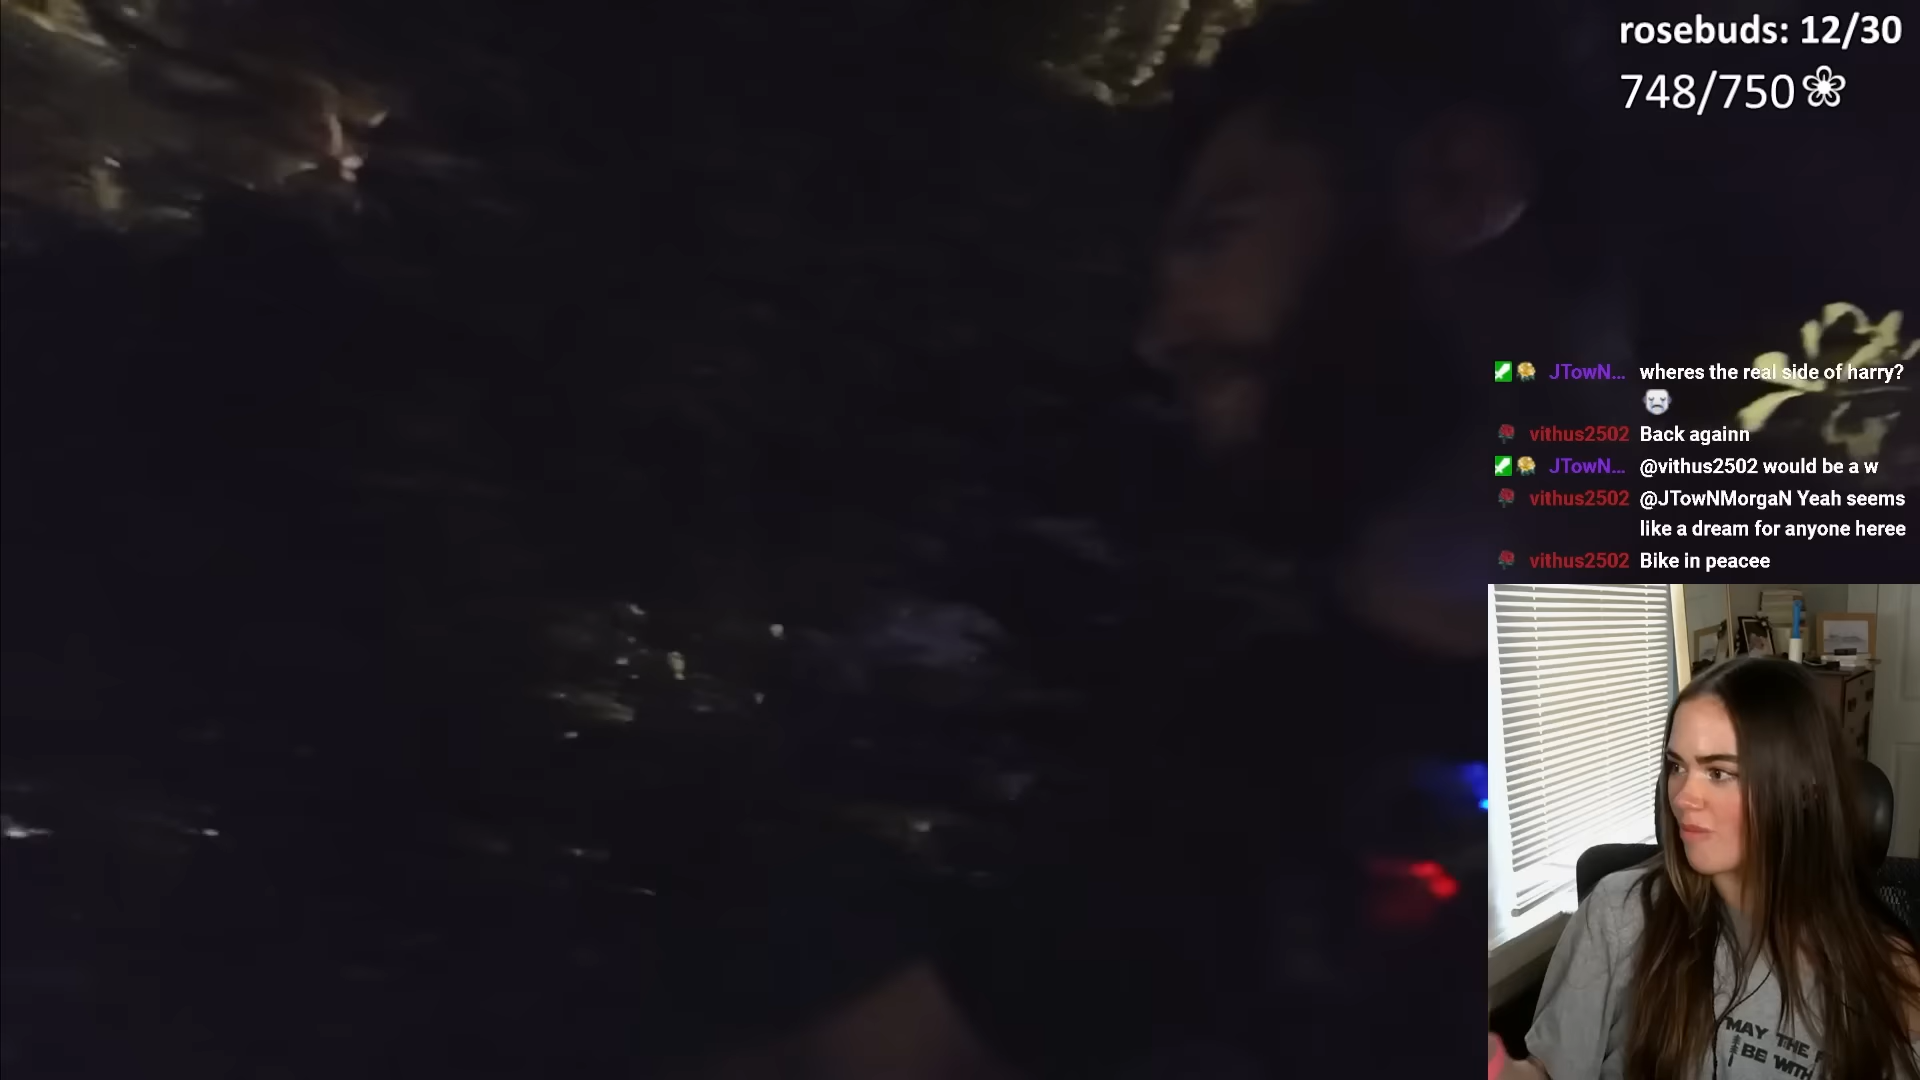 rosebuds: 12/30
748/750
JTowN... wheres the real side of harry?
vithus2502 Back againn
JTowN... @vithus2502 would be a w
vithus2502 @JTowNMorgaN Yeah seems
like a dream for anyone heree
vithus2502 Bike in peacee
MAY THE
BE WITH